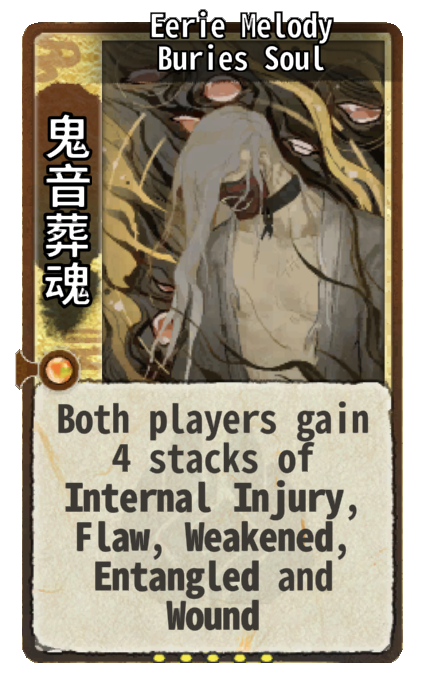 Eerie Melody
Buries Soul
鬼音葬魂
Both players gain
4 stacks of
Internal Injury,
Flaw, Weakened,
Entangled and
Wound